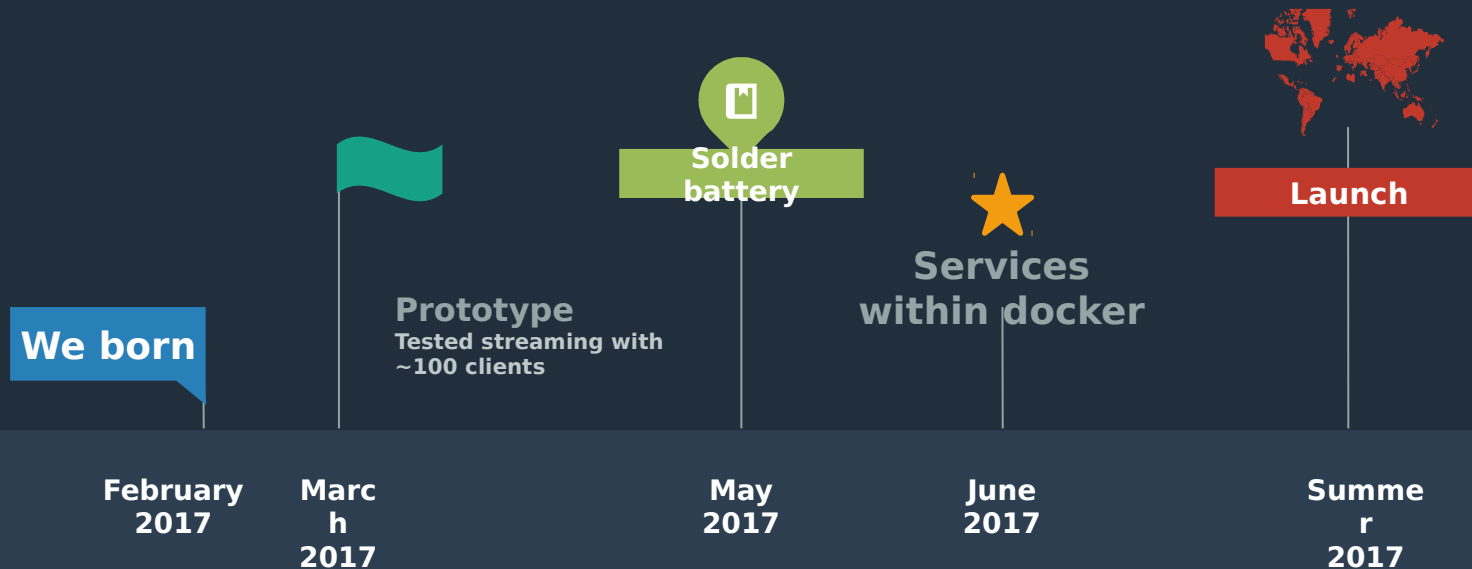 We born
Prototype
Tested streaming with
~100 clients
Solder
battery
Services
within docker
Launch
February
2017
Marc
h
2017
May
2017
June
2017
Summe
r
2017